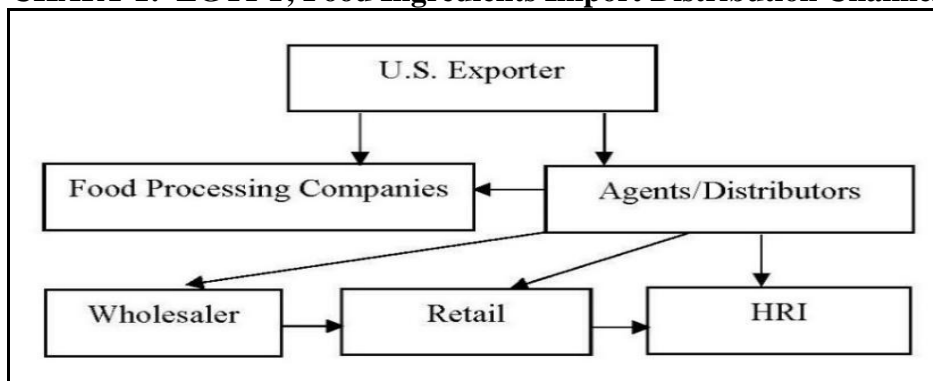 U.S. Exporter
Food Processing Companies
Agents/Distributors
Wholesaler
Retail
HRI